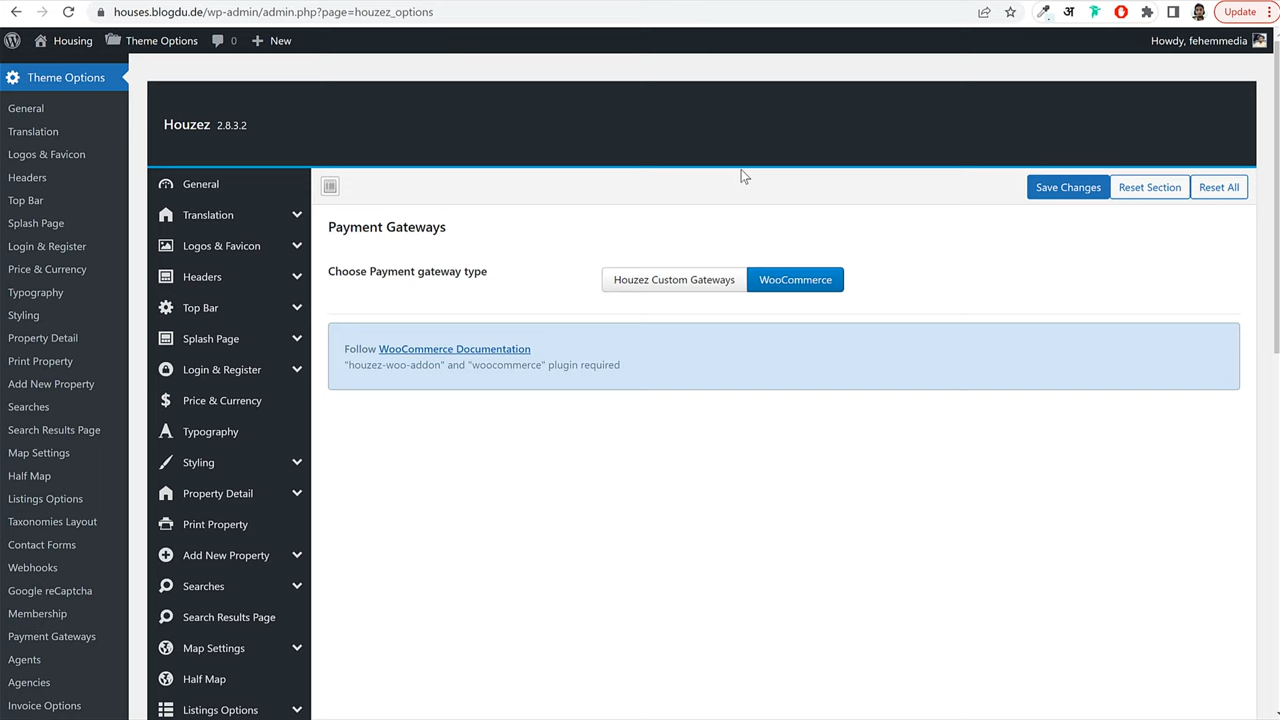 houses.blogdu.de/wp-admin/admin.php?page=houzez_options
अ
Update
Housing
Theme Options
0
New
Howdy, fehemmedia
Theme Options
General
Translation
Logos & Favicon
Headers
Top Bar
Splash Page
Login & Register
Price & Currency
Typography
Styling
Property Detail
Print Property
Add New Property
Searches
Search Results Page
Map Settings
Half Map
Listings Options
Taxonomies Layout
Contact Forms
Webhooks
Google reCaptcha
Membership
Payment Gateways
Agents
Agencies
Invoice Options
Houzez 2.8.3.2
General
Translation
Logos & Favicon
Headers
Top Bar
Splash Page
Login & Register
Price & Currency
Typography
Styling
Property Detail
Print Property
Add New Property
Searches
Search Results Page
Map Settings
Half Map
Listings Options
Save Changes
Reset Section
Reset All
Payment Gateways
Choose Payment gateway type
Houzez Custom Gateways
WooCommerce
Follow WooCommerce Documentation
"houzez-woo-addon" and "woocommerce" plugin required